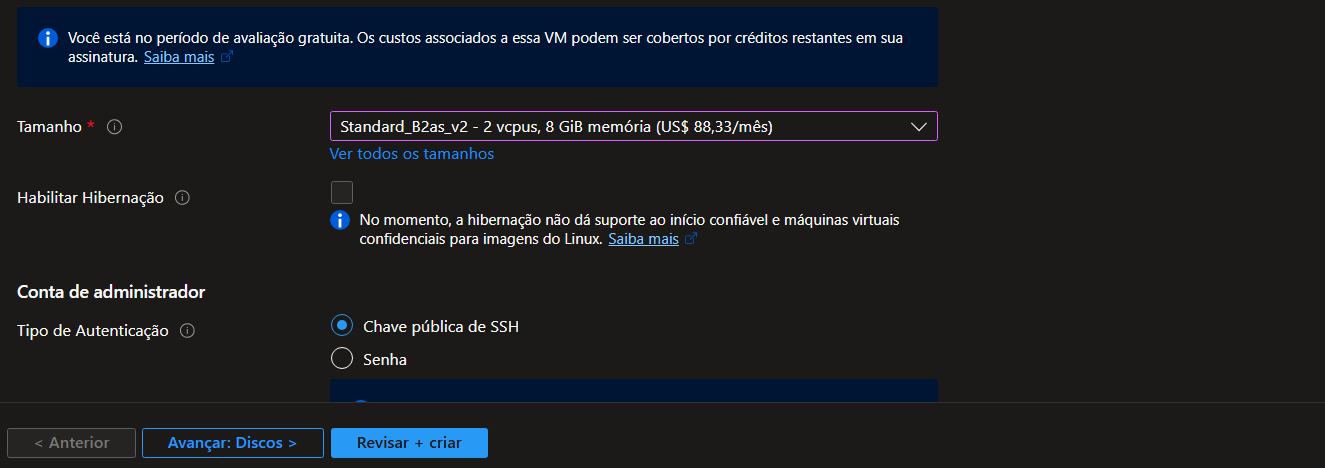 Você está no período de avaliação gratuita. Os custos associados a essa VM podem ser cobertos por créditos restantes em sua
assinatura. Saiba mais
Tamanho *
Standard_B2as_v2 - 2 vcpus, 8 GiB memória (US$ 88,33/mês)
Ver todos os tamanhos
Habilitar Hibernação
No momento, a hibernação não dá suporte ao início confiável e máquinas virtuais
confidenciais para imagens do Linux. Saiba mais
Conta de administrador
Tipo de Autenticação
Chave pública de SSH
Senha
< Anterior
Avançar: Discos >
Revisar + criar